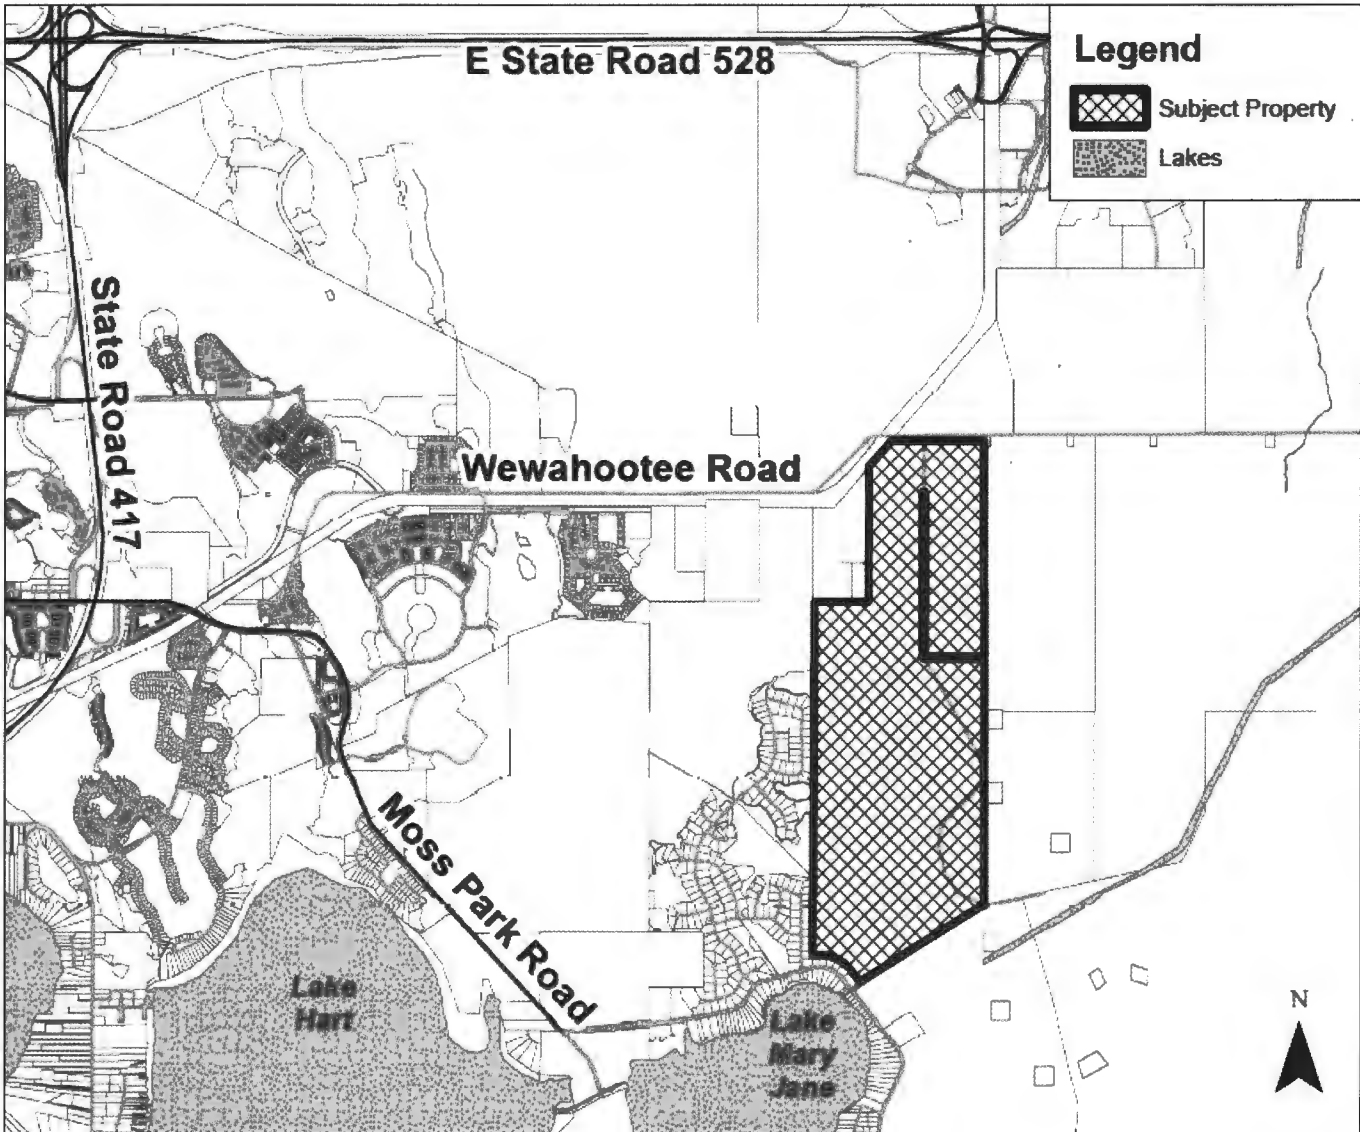 E State Road 528
Legend
Subject Property
Lakes
State Road 417
Wewahootee Road
Moss Park Road
Lake
Hart
Lake
Mary
Jane
N